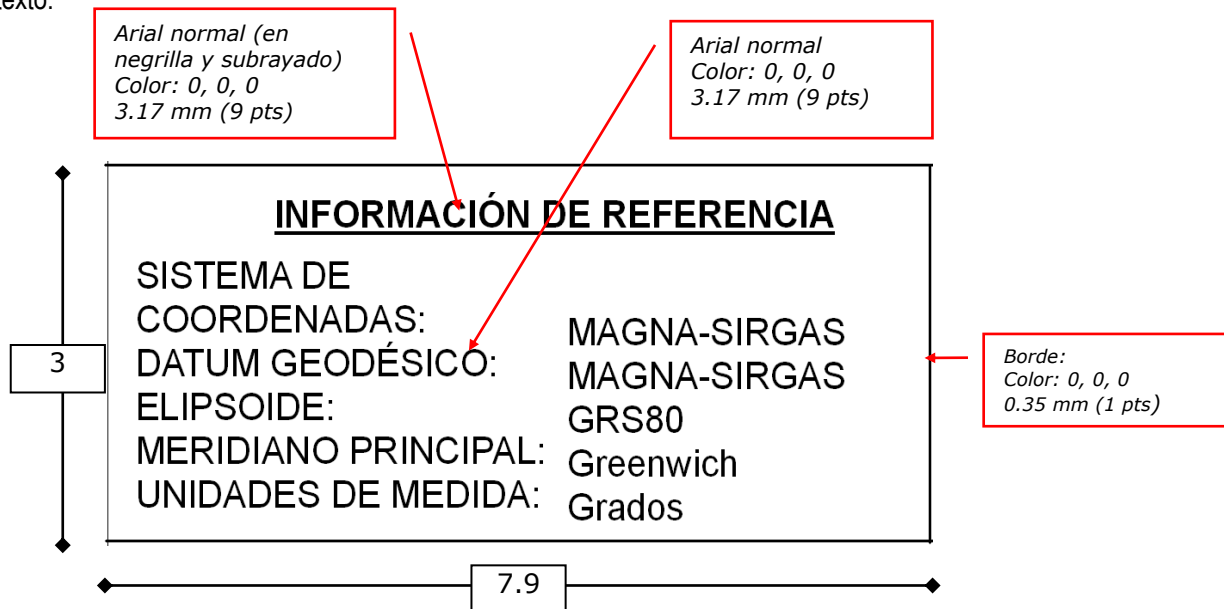 texto:
Arial normal (en
negrilla y subrayado)
Color: 0, 0, 0
3.17 mm (9 pts)
Arial normal
Color: 0, 0, 0
3.17 mm (9 pts)
INFORMACIÓN DE REFERENCIA
SISTEMA DE
COORDENADAS: MAGNA-SIRGAS
DATUM GEODÉSICO: MAGNA-SIRGAS
ELIPSOIDE: GRS80
MERIDIANO PRINCIPAL: Greenwich
UNIDADES DE MEDIDA: Grados
3
Borde:
Color: 0, 0, 0
0.35 mm (1 pts)
7.9